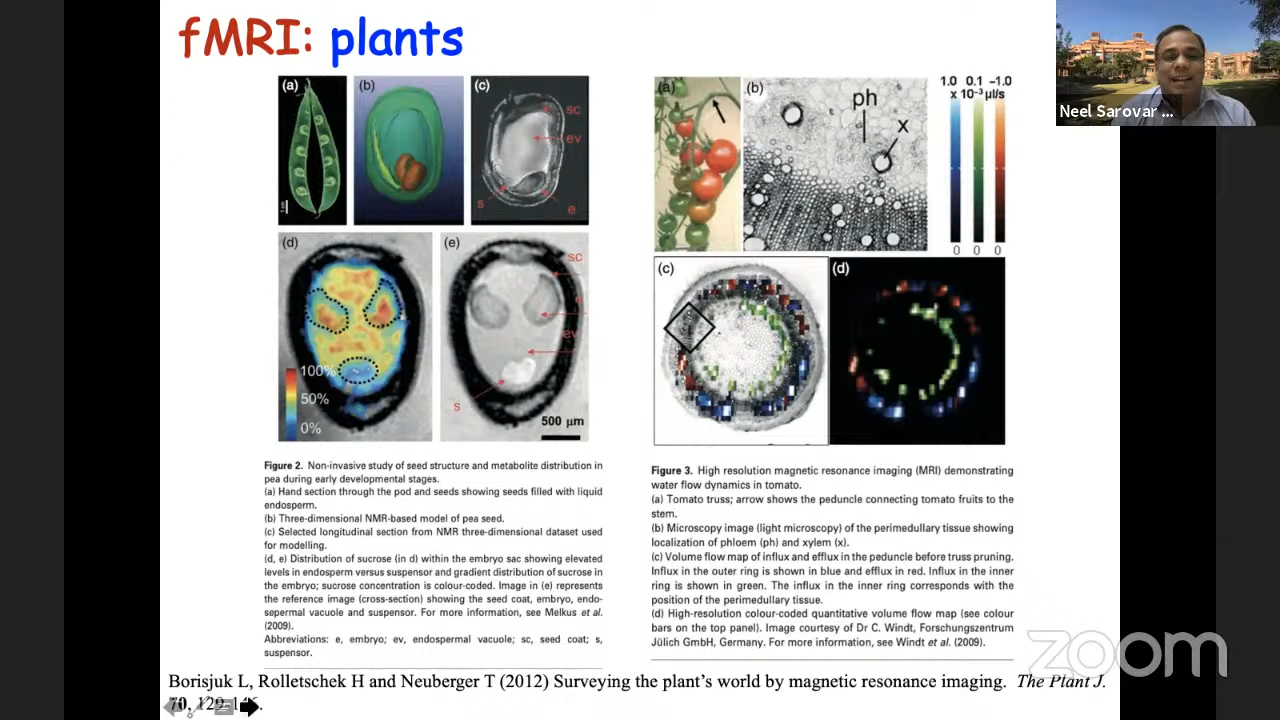 fMRI: plants
Neel Sarovar ...
(a)
(b)
(c)
sc
ev
s
e
1 cm
(d)
(e)
100%
50%
0%
sc
ev
s
500 µm
(a)
(b)
ph
x
1.0 0.1 –1.0
x 10⁻³ µl/s
0 0 0
(c)
(d)
Figure 2. Non-invasive study of seed structure and metabolite distribution in
pea during early developmental stages.
(a) Hand section through the pod and seeds showing seeds filled with liquid
endosperm.
(b) Three-dimensional NMR-based model of pea seed.
(c) Selected longitudinal section from NMR three-dimensional dataset used
for modelling.
(d, e) Distribution of sucrose (in d) within the embryo sac showing elevated
levels in endosperm versus suspensor and gradient distribution of sucrose in
the embryo; sucrose concentration is colour-coded. Image in (e) represents
the reference image (cross-section) showing the seed coat, embryo, endo-
sepermal vacuole and suspensor. For more information, see Melkus et al.
(2009).
Abbreviations: e, embryo; ev, endospermal vacuole; sc, seed coat; s,
suspensor.
Figure 3. High resolution magnetic resonance imaging (MRI) demonstrating
water flow dynamics in tomato.
(a) Tomato truss; arrow shows the peduncle connecting tomato fruits to the
stem.
(b) Microscopy image (light microscopy) of the perimedullary tissue showing
localization of phloem (ph) and xylem (x).
(c) Volume flow map of influx and efflux in the peduncle before truss pruning.
Influx in the outer ring is shown in blue and efflux in red. Influx in the inner
ring is shown in green. The influx in the inner ring corresponds with the
position of the perimedullary tissue.
(d) High-resolution colour-coded quantitative volume flow map (see colour
bars on the top panel). Image courtesy of Dr C. Windt, Forschungszentrum
Jülich GmbH, Germany. For more information, see Windt et al. (2009).
zoom
Borisjuk L, Rolletschek H and Neuberger T (2012) Surveying the plant's world by magnetic resonance imaging. The Plant J.
70,